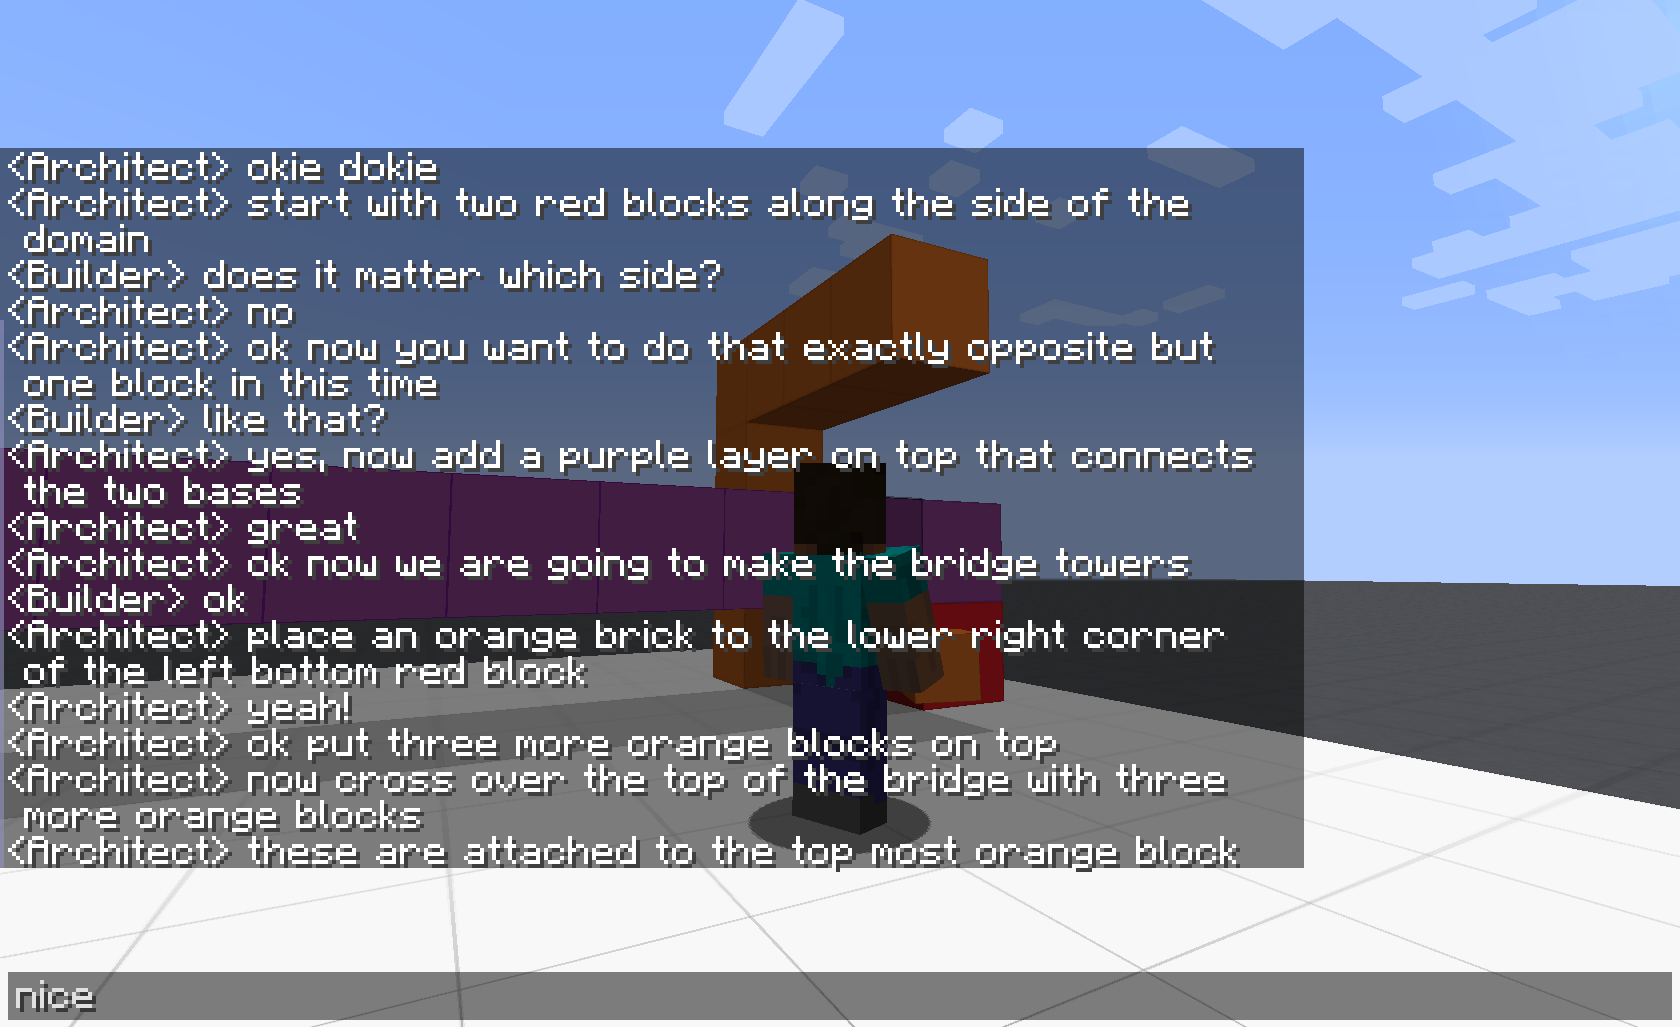 <Architect> okie dokie
<Architect> start with two red blocks along the side of the
domain
<Builder> does it matter which side?
<Architect> no
<Architect> ok now you want to do that exactly opposite but
one block in this time
<Builder> like that?
<Architect> yes, now add a purple layer on top that connects
the two bases
<Architect> great
<Architect> ok now we are going to make the bridge towers
<Builder> ok
<Architect> place an orange brick to the lower right corner
of the left bottom red block
<Architect> yeah!
<Architect> ok put three more orange blocks on top
<Architect> now cross over the top of the bridge with three
more orange blocks
<Architect> these are attached to the top most orange block
nice